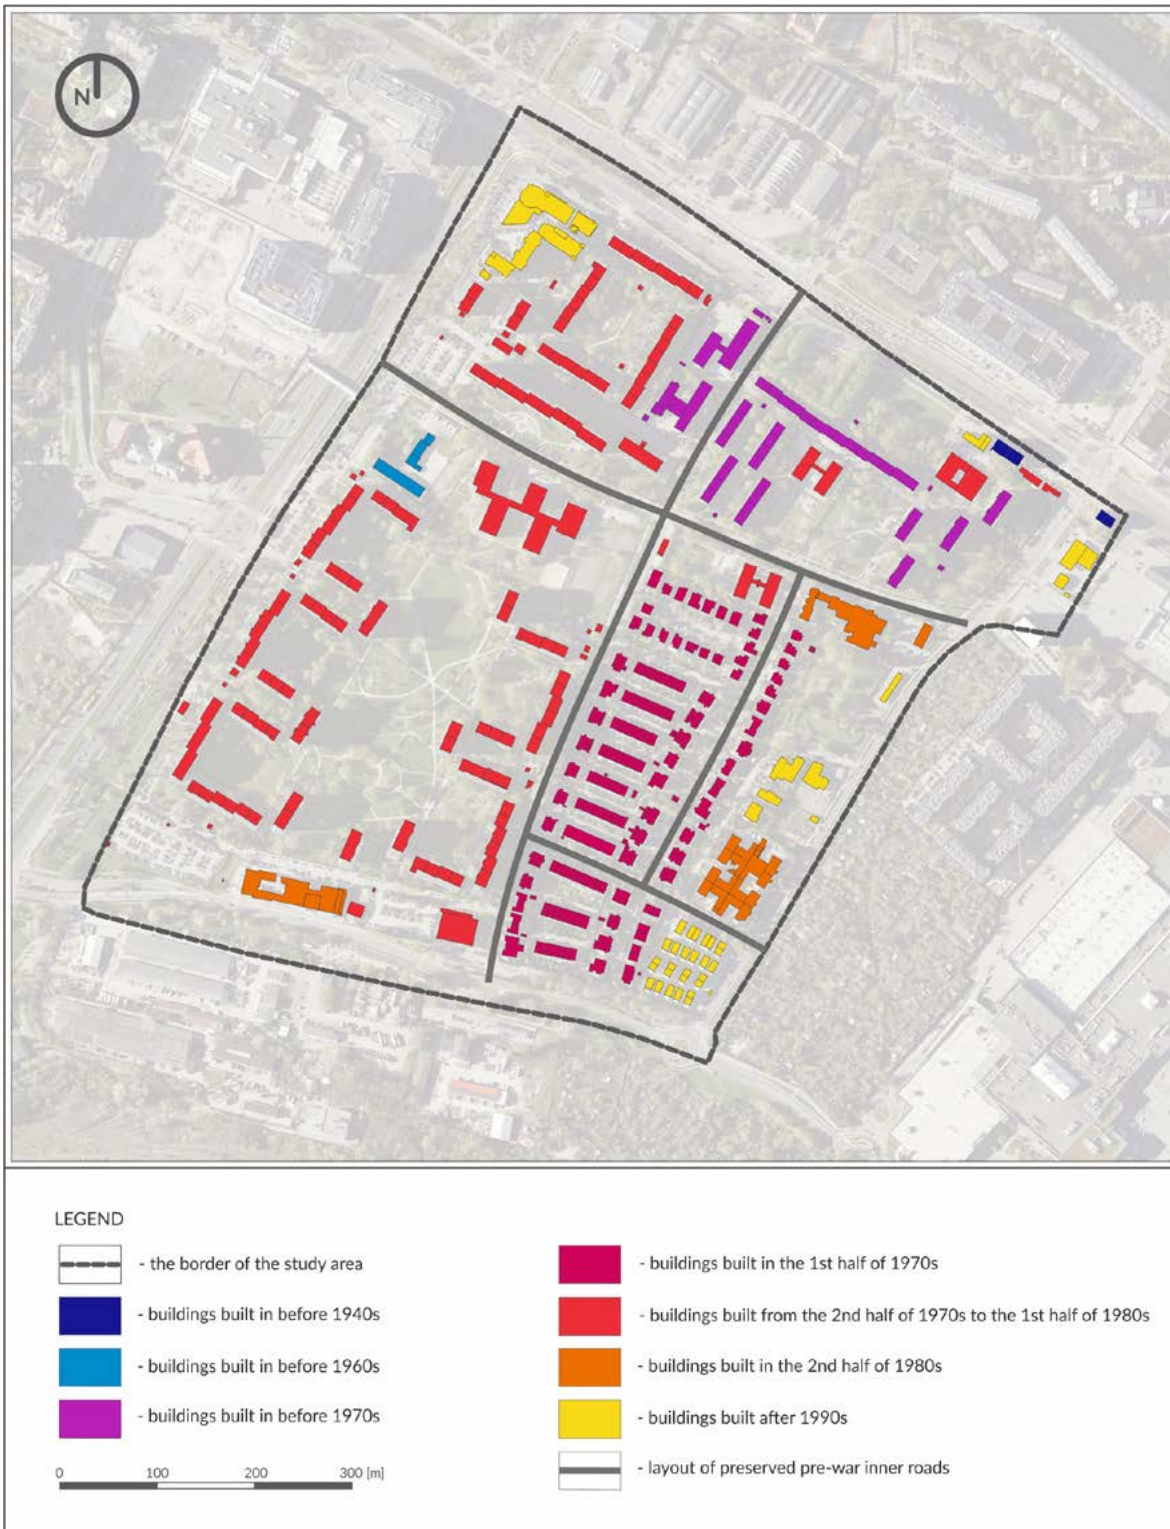 N
LEGEND
- the border of the study area
- buildings built in before 1940s
- buildings built in before 1960s
- buildings built in before 1970s
0 100 200 300 [m]
- buildings built in the 1st half of 1970s
- buildings built from the 2nd half of 1970s to the 1st half of 1980s
- buildings built in the 2nd half of 1980s
- buildings built after 1990s
- layout of preserved pre-war inner roads